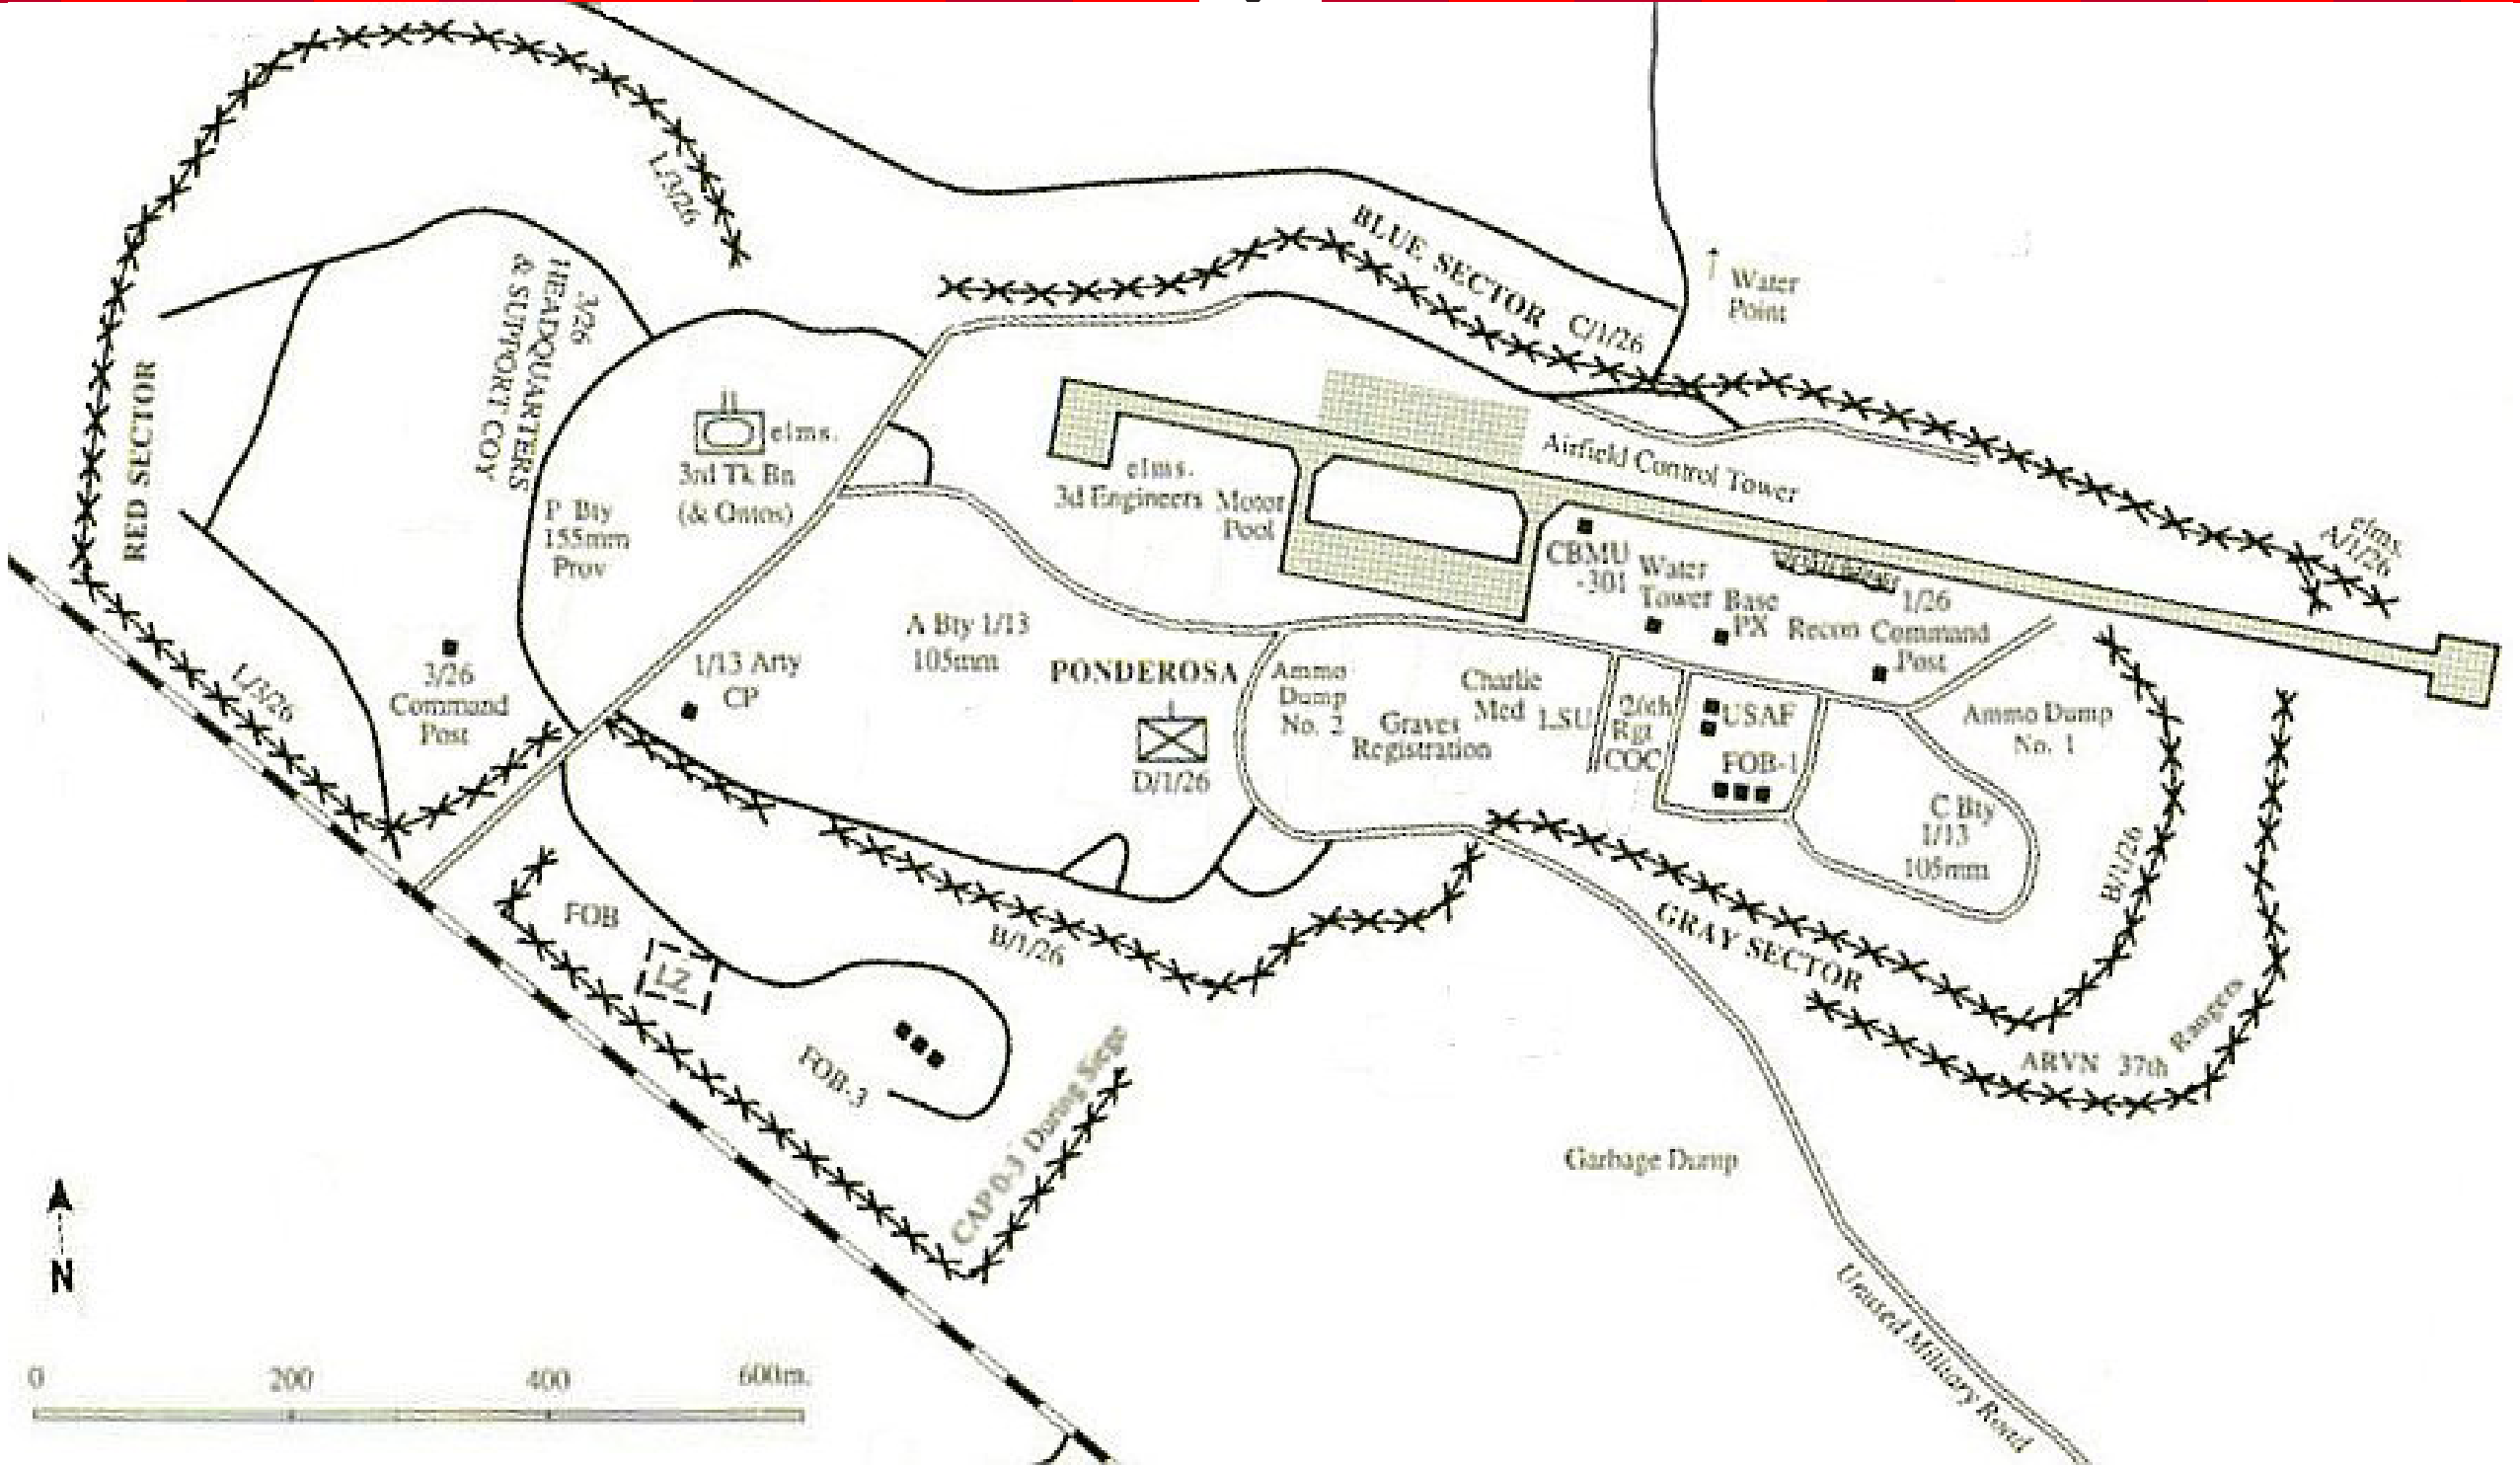 L/3/26
BLUE SECTOR C/1/26
Water
Point
3/26
HEADQUARTERS
& SUPPORT COY
RED SECTOR
elms.
3rd Tk Bn
(& Ontos)
P Bty
155mm
Prov
elms.
3d Engineers
Motor
Pool
Airfield Control Tower
CBMU
-301
Water
Tower
Base
PX
Recon
1/26
Command
Post
elms.
A/1/26
3/26
Command
Post
L/3/26
1/13 Arty
CP
A Bty 1/13
105mm
PONDEROSA
D/1/26
Ammo
Dump
No. 2
Charlie
Med
Graves
Registration
LSU
26th
Rgt
COC
USAF
FOB-1
Ammo Dump
No. 1
C Bty
1/13
105mm
B/1/26
GRAY SECTOR
B/1/26
FOB
LZ
FOB-3
CAP 0-3 During Siege
ARVN 37th Rangers
Garbage Dump
Unused Military Road
N
0 200 400 600m.